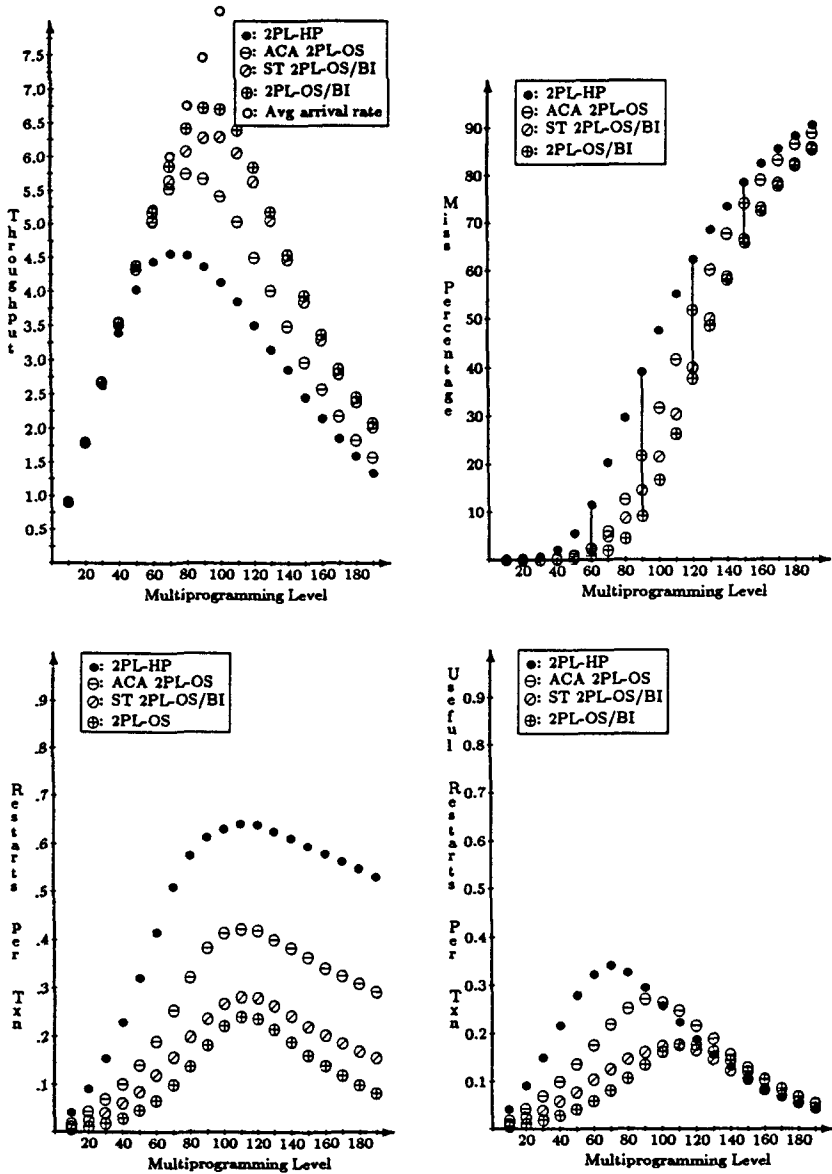 ●: 2PL-HP
⊖: ACA 2PL-OS
⊘: ST 2PL-OS/BI
⊕: 2PL-OS/BI
○: Avg arrival rate
Throughput
7.5
7.0
6.5
6.0
5.5
5.0
4.5
4.0
3.5
3.0
2.5
2.0
1.5
1.0
0.5
20 40 60 80 100 120 140 160 180
Multiprogramming Level
●: 2PL-HP
⊖: ACA 2PL-OS
⊘: ST 2PL-OS/BI
⊕: 2PL-OS/BI
Miss Percentage
90
80
70
60
50
40
30
20
10
20 40 60 80 100 120 140 160 180
Multiprogramming Level
●: 2PL-HP
⊖: ACA 2PL-OS
⊘: ST 2PL-OS/BI
⊕: 2PL-OS
Restarts per Txn
.9
.8
.7
.6
.5
.4
.3
.2
.1
20 40 60 80 100 120 140 160 180
Multiprogramming Level
●: 2PL-HP
⊖: ACA 2PL-OS
⊘: ST 2PL-OS/BI
⊕: 2PL-OS/BI
Useful Restarts Per Txn
0.9
0.8
0.7
0.6
0.5
0.4
0.3
0.2
0.1
20 40 60 80 100 120 140 160 180
Multiprogramming Level